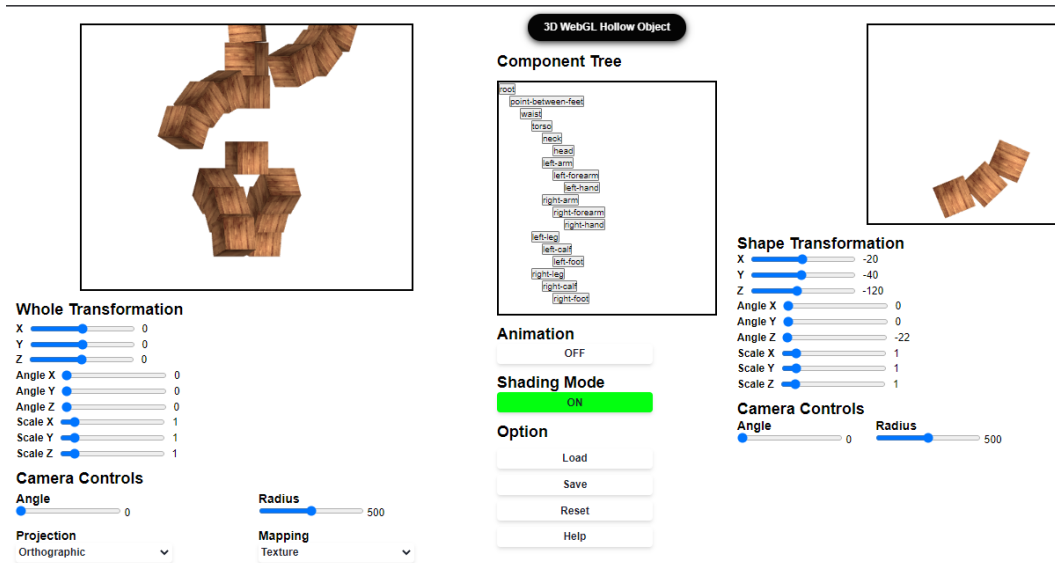 3D WebGL Hollow Object
Component Tree
root
point-between-feet
waist
torso
neck
head
left-arm
left-forearm
left-hand
right-arm
right-forearm
right-hand
left-leg
left-calf
left-foot
right-leg
right-calf
right-foot
Whole Transformation
X 0
Y 0
Z 0
Angle X 0
Angle Y 0
Angle Z 0
Scale X 1
Scale Y 1
Scale Z 1
Camera Controls
Angle Radius
0 500
Projection Mapping
Orthographic Texture
Animation
OFF
Shading Mode
ON
Option
Load
Save
Reset
Help
Shape Transformation
X -20
Y -40
Z -120
Angle X 0
Angle Y 0
Angle Z -22
Scale X 1
Scale Y 1
Scale Z 1
Camera Controls
Angle Radius
0 500